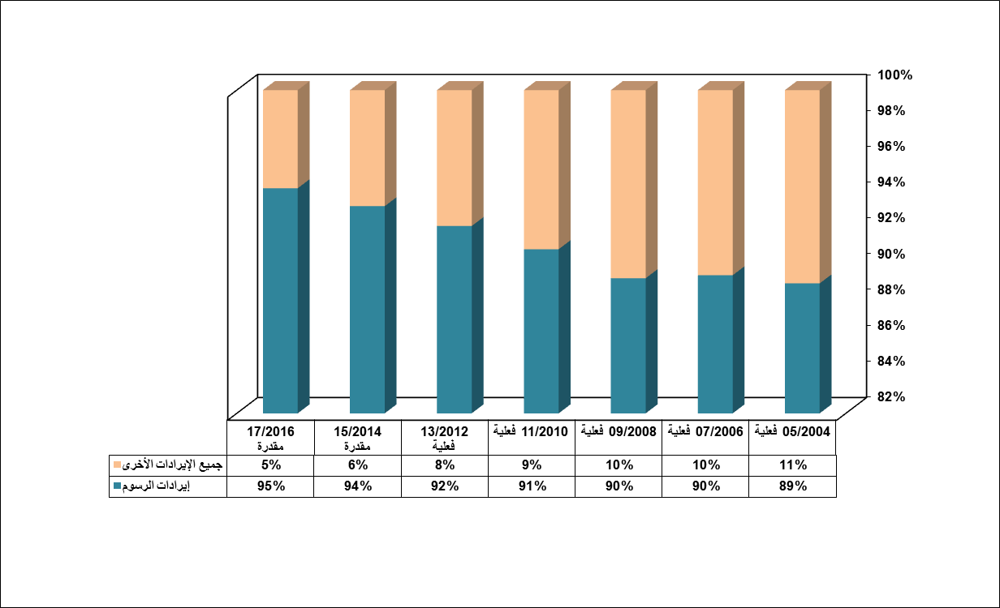 100%
98%
96%
94%
92%
90%
88%
86%
84%
82%
05/2004 فعلية
07/2006 فعلية
09/2008 فعلية
11/2010 فعلية
13/2012
فعلية
15/2014
مقدرة
17/2016
مقدرة
11% 10% 10% 9% 8% 6% 5% جميع الإيرادات الأخرى
89% 90% 90% 91% 92% 94% 95% إيرادات الرسوم